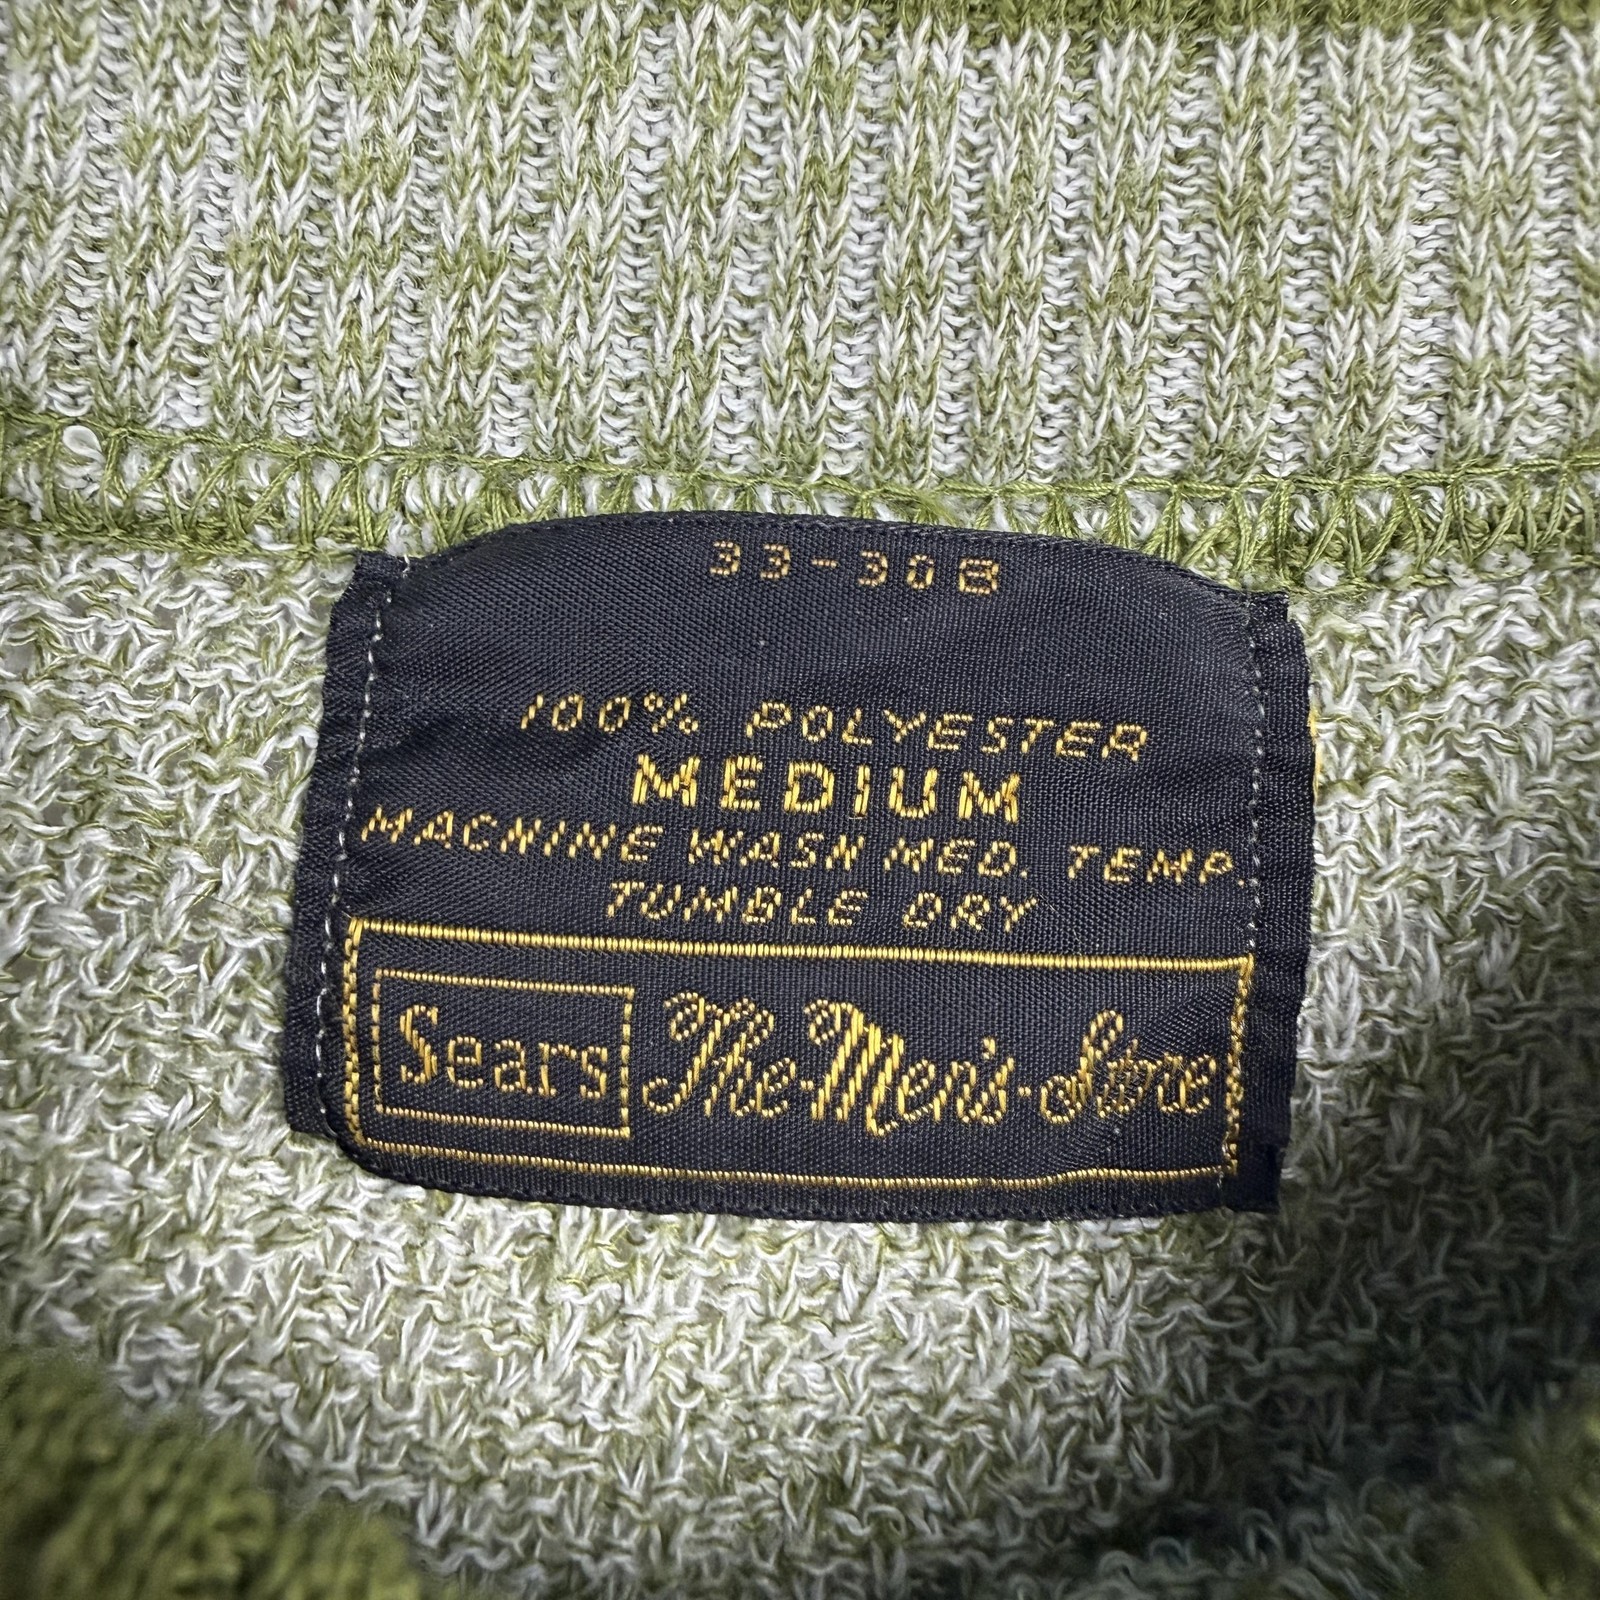 33-30B
100% POLYESTER
MEDIUM
MACHINE WASH MED. TEMP.
TUMBLE DRY
Sears The·Men's·Store